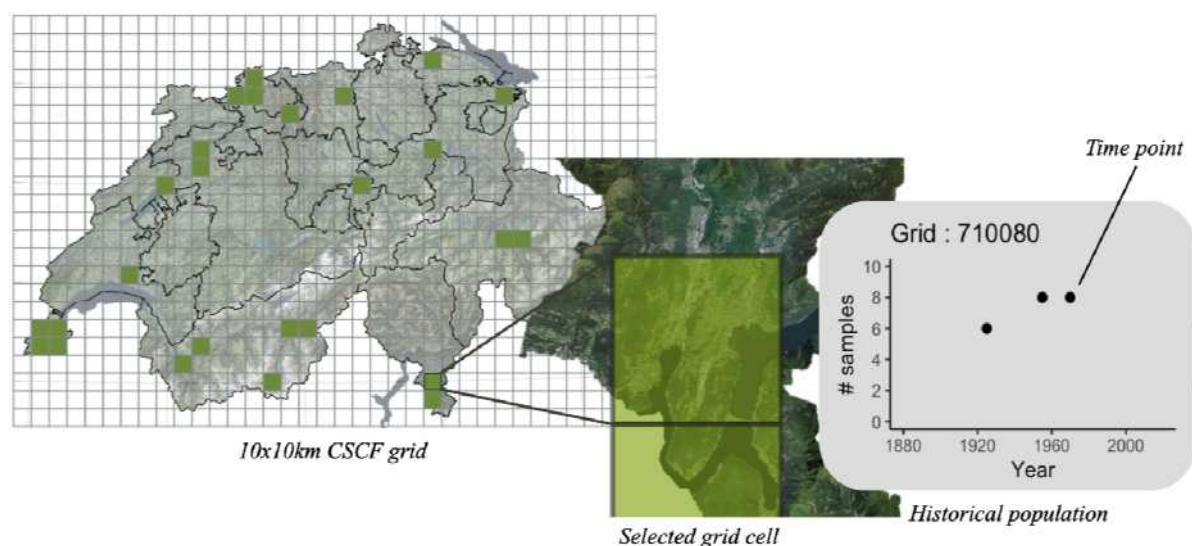 Time point
Grid : 710080
10
8
6
4
2
0
# samples
1880
1920
1960
2000
Year
10x10km CSCF grid
Historical population
Selected grid cell